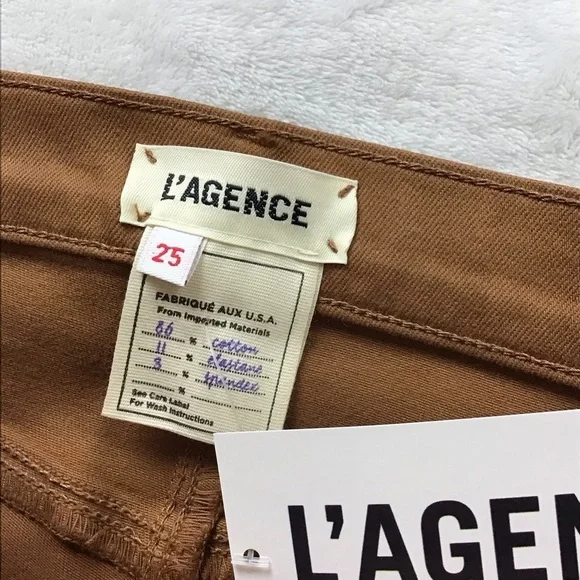 L'AGENCE
25
FABRIQUÉ AUX U.S.A.
From Imported Materials
86 % cotton
11 % elastane
3 % spandex
%
See Care Label
For Wash Instructions
L'AGEN